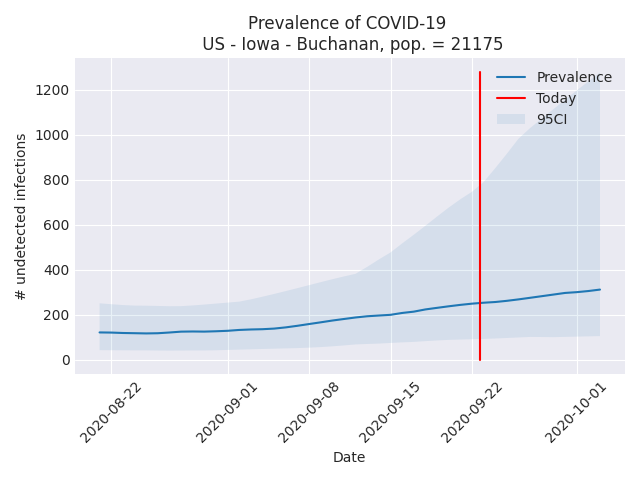 Prevalence of COVID-19
US - Iowa - Buchanan, pop. = 21175
# undetected infections
1200
1000
800
600
400
200
0
Prevalence
Today
95CI
2020-08-22
2020-09-01
2020-09-08
2020-09-15
2020-09-22
2020-10-01
Date